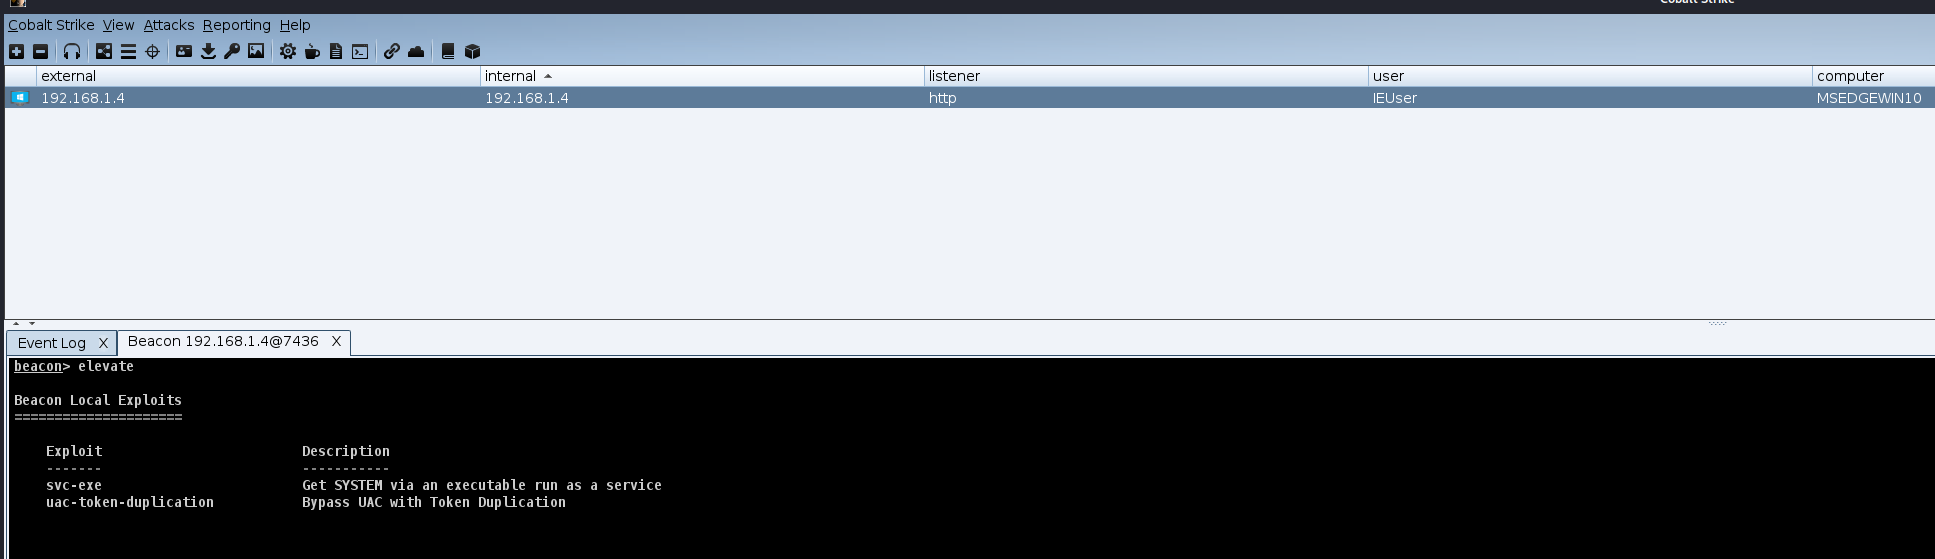 Cobalt Strike
Cobalt Strike View Attacks Reporting Help
external internal listener user computer
192.168.1.4 192.168.1.4 http IEUser MSEDGEWIN10
Event Log X Beacon 192.168.1.4@7436 X
beacon> elevate
Beacon Local Exploits
=====================
Exploit Description
------- -----------
svc-exe Get SYSTEM via an executable run as a service
uac-token-duplication Bypass UAC with Token Duplication